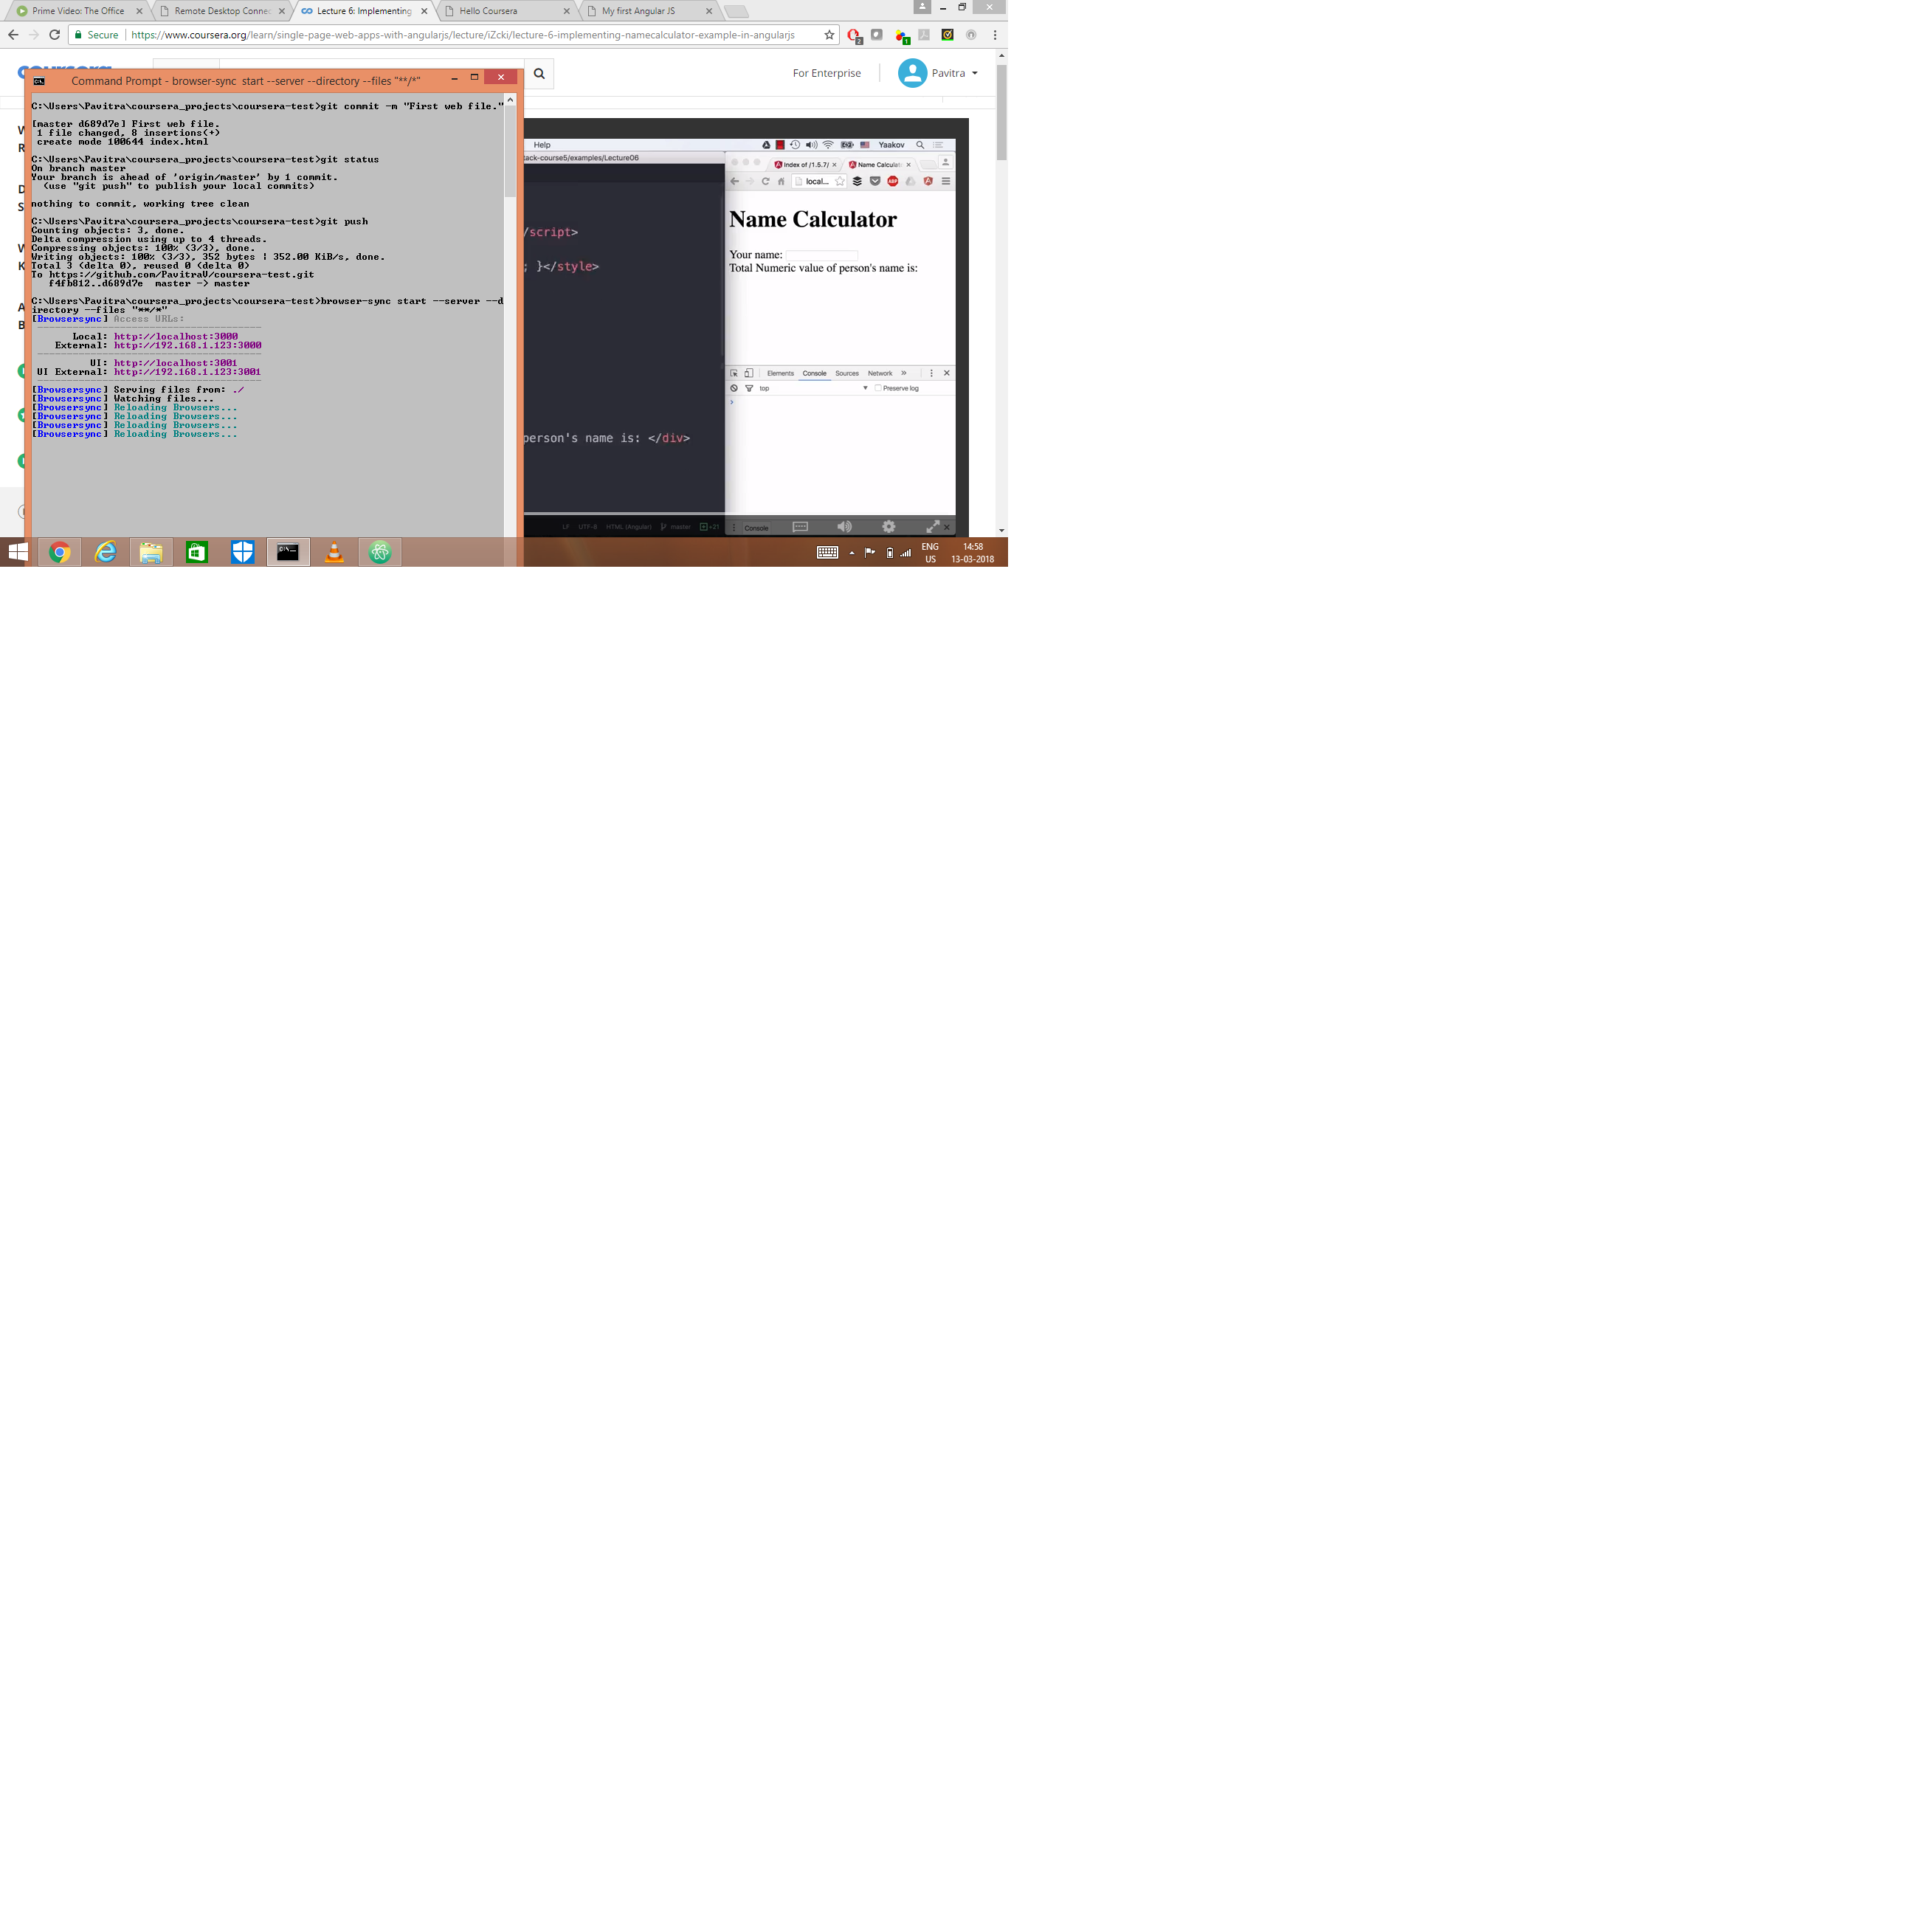 Prime Video: The Office
Remote Desktop Connec
Lecture 6: Implementing
Hello Coursera
My first Angular JS
Secure
https://www.coursera.org/learn/single-page-web-apps-with-angularjs/lecture/iZcki/lecture-6-implementing-namecalculator-example-in-angularjs
2
1
coursera
For Enterprise
Pavitra
Command Prompt - browser-sync start --server --directory --files "**/*"
C:\Users\Pavitra\coursera_projects\coursera-test>git commit -m "First web file."
[master d689d7e] First web file.
1 file changed, 8 insertions(+)
create mode 100644 index.html
C:\Users\Pavitra\coursera_projects\coursera-test>git status
On branch master
Your branch is ahead of 'origin/master' by 1 commit.
(use "git push" to publish your local commits)
nothing to commit, working tree clean
C:\Users\Pavitra\coursera_projects\coursera-test>git push
Counting objects: 3, done.
Delta compression using up to 4 threads.
Compressing objects: 100% (3/3), done.
Writing objects: 100% (3/3), 352 bytes | 352.00 KiB/s, done.
Total 3 (delta 0), reused 0 (delta 0)
To https://github.com/PavitraV/coursera-test.git
f4fb812..d689d7e master -> master
C:\Users\Pavitra\coursera_projects\coursera-test>browser-sync start --server --d
irectory --files "**/*"
[Browsersync] Access URLs:
Local: http://localhost:3000
External: http://192.168.1.123:3000
UI: http://localhost:3001
UI External: http://192.168.1.123:3001
[Browsersync] Serving files from: ./
[Browsersync] Watching files...
[Browsersync] Reloading Browsers...
[Browsersync] Reloading Browsers...
[Browsersync] Reloading Browsers...
[Browsersync] Reloading Browsers...
W
R
D
S
W
K
A
B
Help
Yaakov
tack-course5/examples/Lecture06
Index of /1.5.7/
Name Calculat
local...
ABP
/script>
; }</style>
person's name is: </div>
Name Calculator
Your name:
Total Numeric value of person's name is:
Elements Console Sources Network »
top
Preserve log
LF UTF-8 HTML (Angular) master +21
Console
ENG
US
14:58
13-03-2018